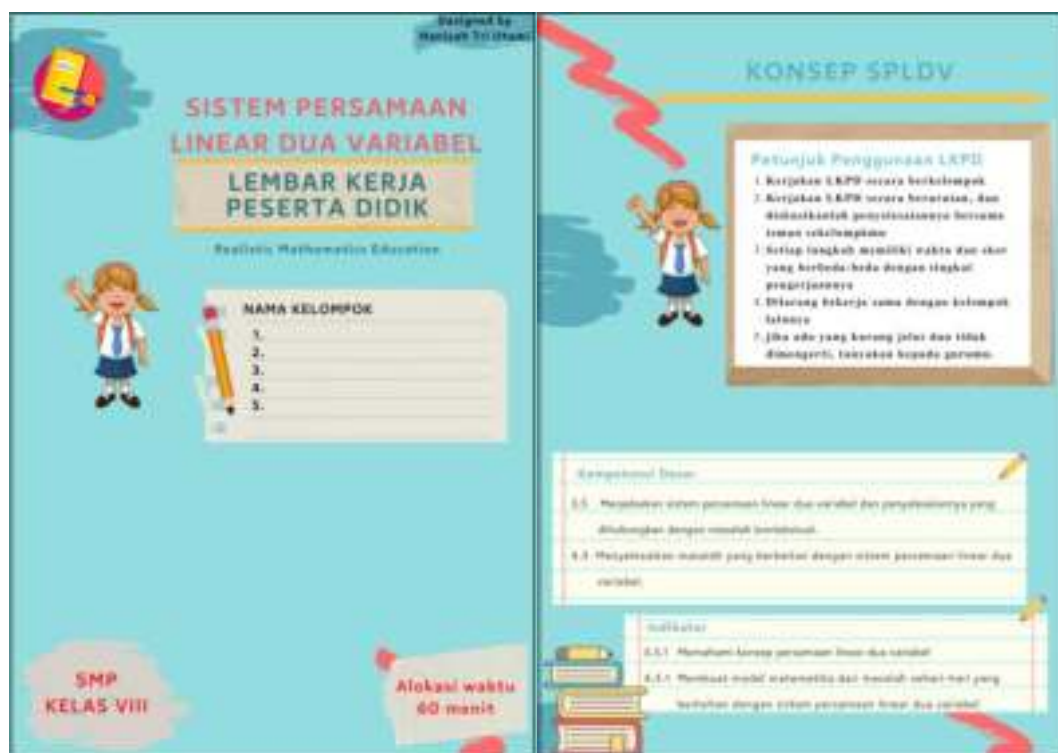 Designed by
SISTEM PERSAMAAN
LINEAR DUA VARIABEL
LEMBAR KERJA
PESERTA DIDIK
Realistic Mathematics Education
NAMA KELOMPOK
1.
2.
3.
4.
5.
SMP
KELAS VIII
Alokasi waktu
60 menit
KONSEP SPLDV
Petunjuk Penggunaan LKPD
1. Kerjakan LKPD secara berkelompok
2. Kerjakan LKPD secara berurutan, dan
diskusikanlah penyelesaiannya bersama
teman sekelompokmu
3. Setiap langkah memiliki waktu dan skor
yang berbeda-beda dengan tingkat
pengerjaannya
4. Dilarang bekerja sama dengan kelompok
lainnya
5. Jika ada yang kurang jelas dan tidak
dimengerti, tanyakan kepada gurumu.
Kompetensi Dasar
3.5 Menjelaskan sistem persamaan linear dua variabel dan penyelesaiannya yang
dihubungkan dengan masalah kontekstual.
4.5 Menyelesaikan masalah yang berkaitan dengan sistem persamaan linear dua
variabel.
Indikator
3.5.1 Memahami konsep persamaan linear dua variabel
4.5.1 Membuat model matematika dari masalah sehari-hari yang
berkaitan dengan sistem persamaan linear dua variabel